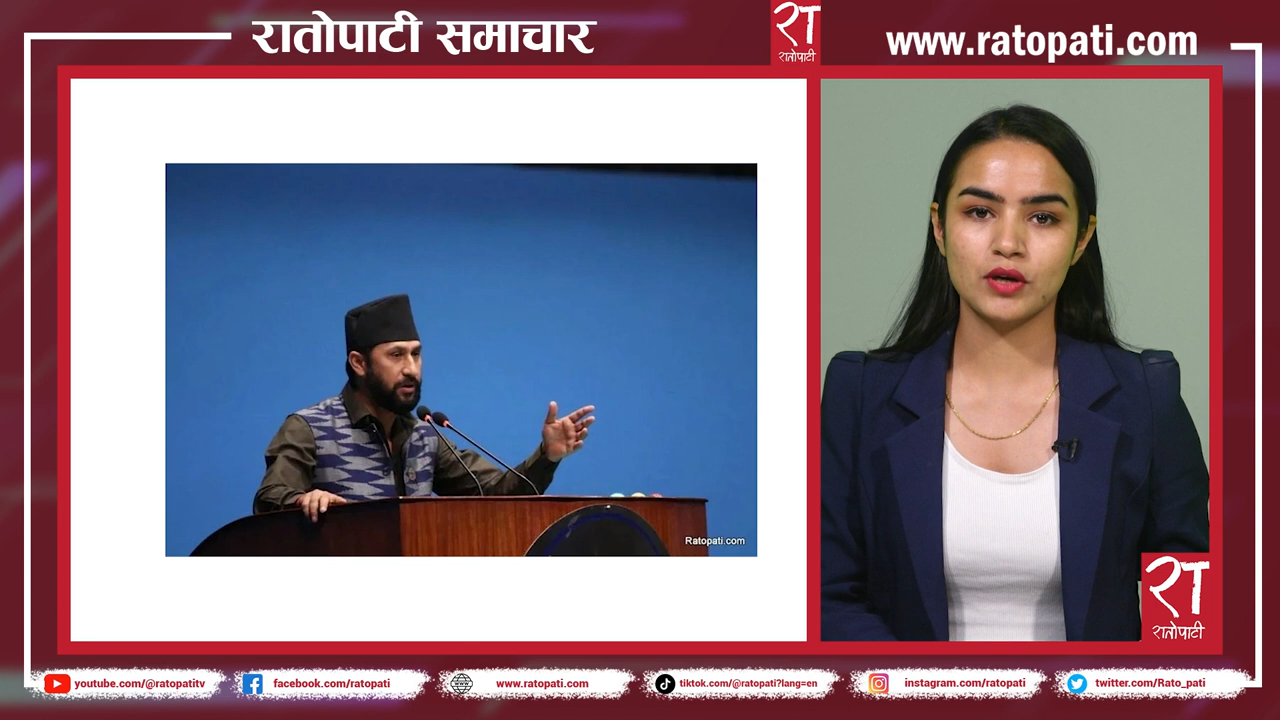 रातोपाटी समाचार
रा
रातोपाटी
www.ratopati.com
Ratopati.com
रा
रातोपाटी
youtube.com/@ratopatitv
facebook.com/ratopati
www.ratopati.com
tiktok.com/@ratopati?lang=en
instagram.com/ratopati
twitter.com/Rato_pati